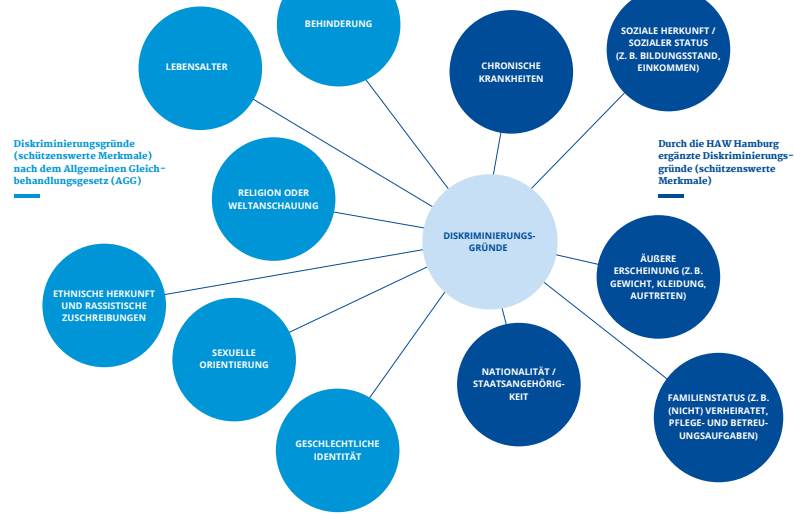 BEHINDERUNG
LEBENSALTER
CHRONISCHE
KRANKHEITEN
SOZIALE HERKUNFT /
SOZIALER STATUS
(Z. B. BILDUNGSSTAND,
EINKOMMEN)
Diskriminierungsgründe
(schützenswerte Merkmale)
nach dem Allgemeinen Gleich-
behandlungsgesetz (AGG)
Durch die HAW Hamburg
ergänzte Diskriminierungs-
gründe (schützenswerte
Merkmale)
RELIGION ODER
WELTANSCHAUUNG
DISKRIMINIERUNGS-
GRÜNDE
ÄUßERE
ERSCHEINUNG (Z. B.
GEWICHT, KLEIDUNG,
AUFTRETEN)
ETHNISCHE HERKUNFT
UND RASSISTISCHE
ZUSCHREIBUNGEN
SEXUELLE
ORIENTIERUNG
NATIONALITÄT /
STAATSANGEHÖRIG-
KEIT
FAMILIENSTATUS (Z. B.
(NICHT) VERHEIRATET,
PFLEGE- UND BETREU-
UNGSAUFGABEN)
GESCHLECHTLICHE
IDENTITÄT